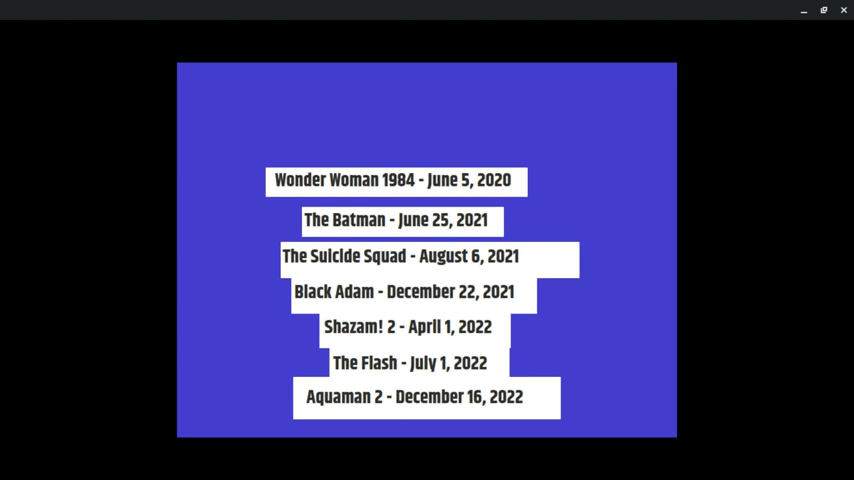 Wonder Woman 1984 - June 5, 2020
The Batman - June 25, 2021
The Suicide Squad - August 6, 2021
Black Adam - December 22, 2021
Shazam! 2 - April 1, 2022
The Flash - July 1, 2022
Aquaman 2 - December 16, 2022